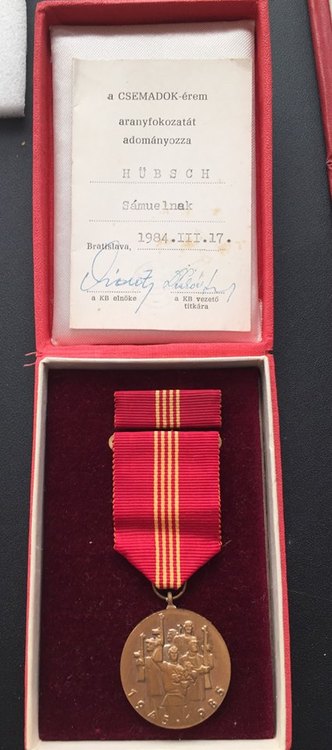 a CSEMADOK-érem
aranyfokozatát
adományozza
HÜBSCH
Sámuelnak
Bratislava, 1984.III.17.
a KB elnöke
a KB vezető
titkára
1945·1985